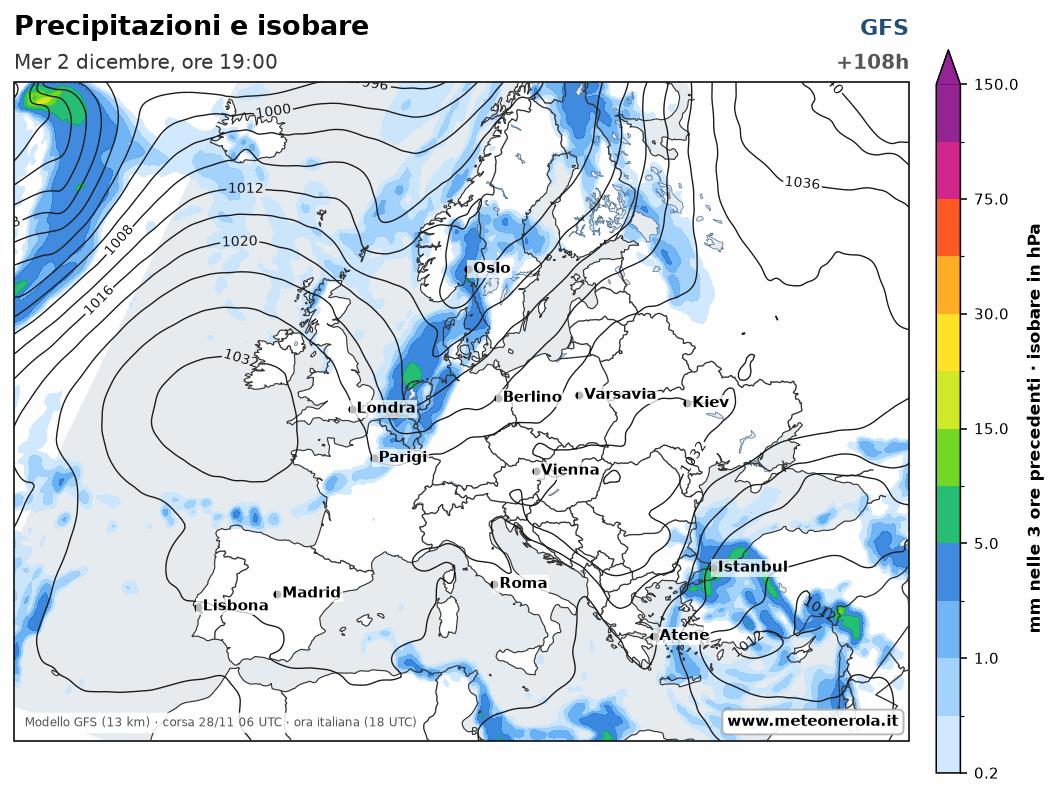 Precipitazioni e isobare
GFS
Mer 2 dicembre, ore 19:00
+108h
996
1000
1012
1036
1008
1020
1016
1032
1032
1012
12
Oslo
Londra
Berlino
Varsavia
Kiev
Parigi
Vienna
Istanbul
Roma
Madrid
Lisbona
Atene
Modello GFS (13 km) · corsa 28/11 06 UTC · ora italiana (18 UTC)
www.meteonerola.it
150.0
75.0
30.0
15.0
5.0
1.0
0.2
mm nelle 3 ore precedenti · isobare in hPa